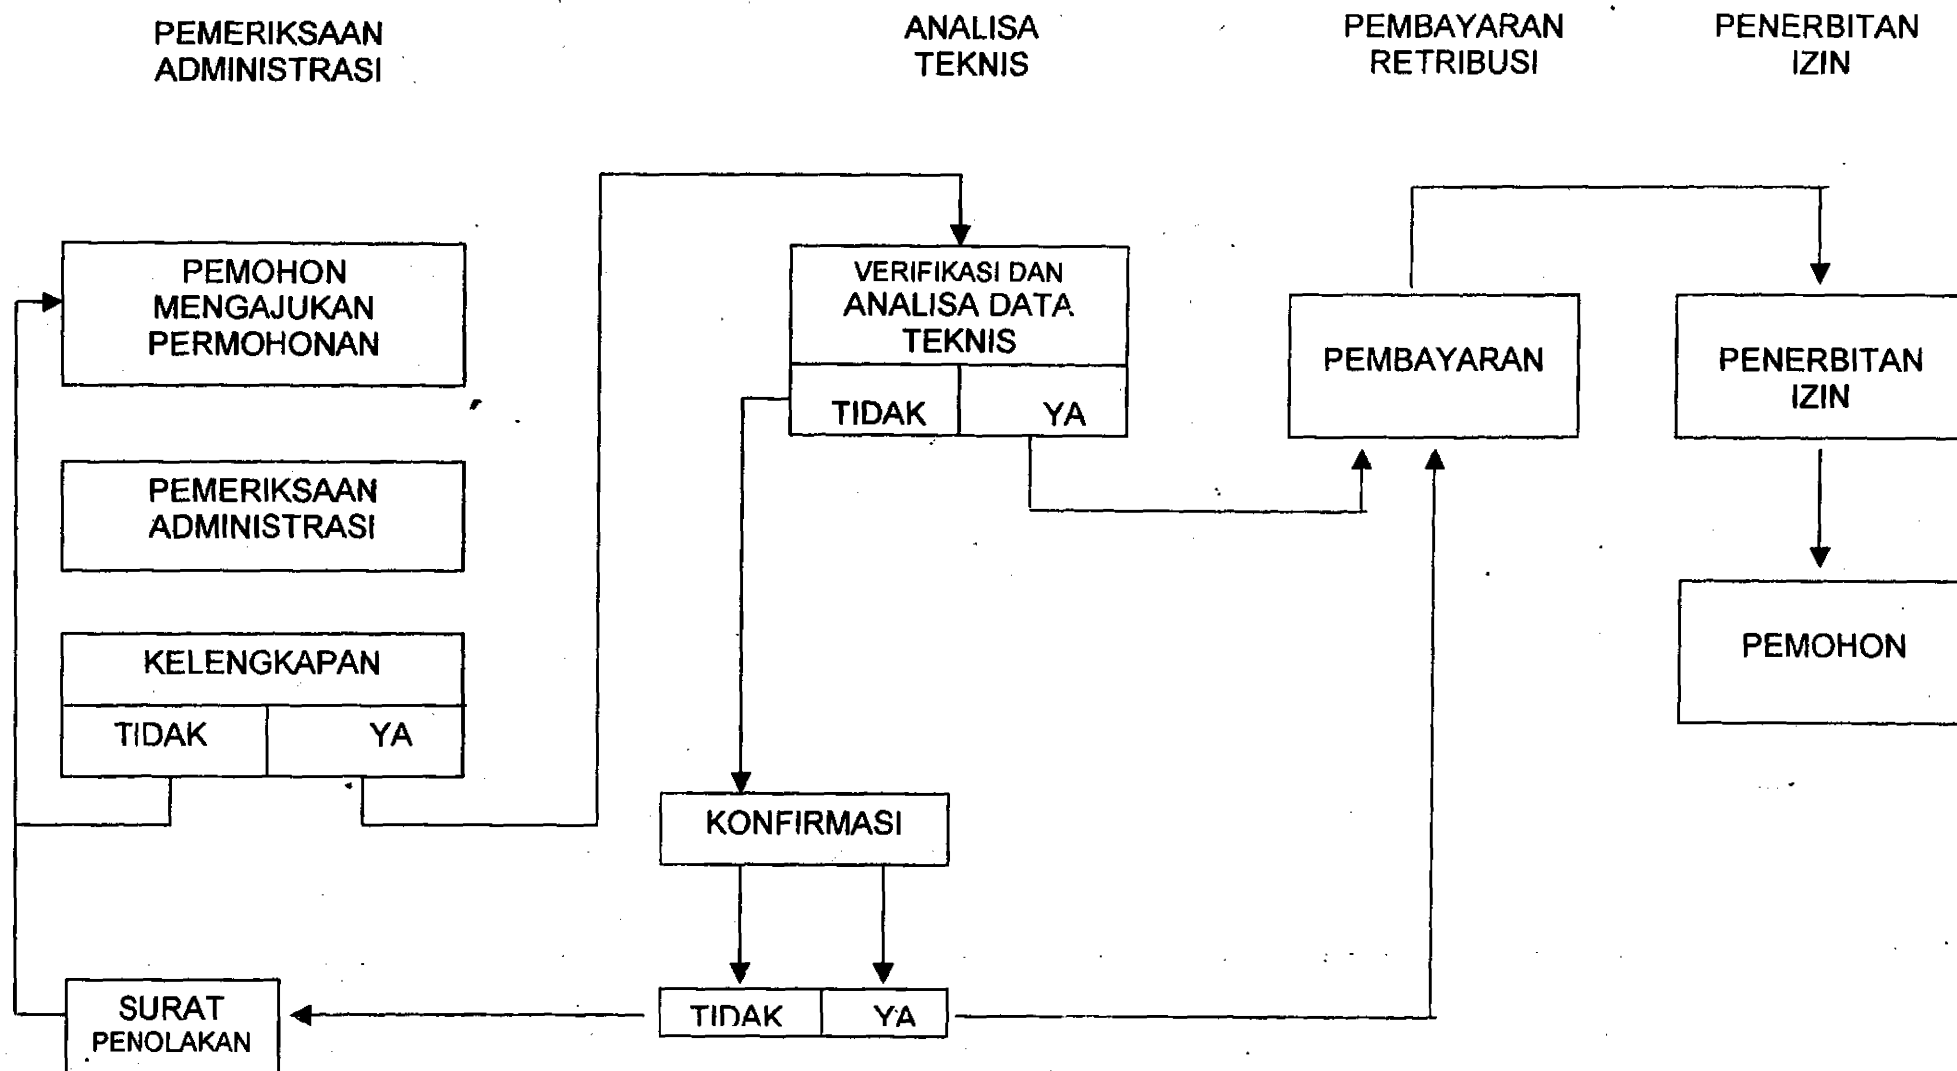 PEMERIKSAAN
ADMINISTRASI
ANALISA
TEKNIS
PEMBAYARAN
RETRIBUSI
PENERBITAN
IZIN
PEMOHON
MENGAJUKAN
PERMOHONAN
PEMERIKSAAN
ADMINISTRASI
KELENGKAPAN
TIDAK YA
VERIFIKASI DAN
ANALISA DATA
TEKNIS
TIDAK YA
KONFIRMASI
TIDAK YA
SURAT
PENOLAKAN
PEMBAYARAN
PENERBITAN
IZIN
PEMOHON